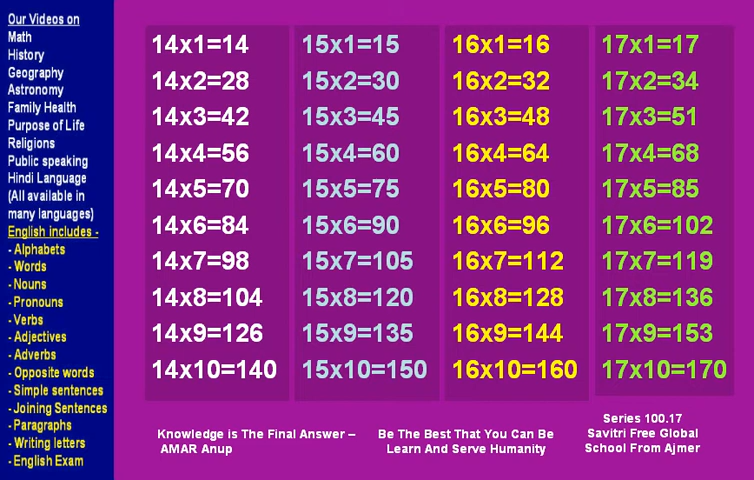 Our Videos on
Math
History
Geography
Astronomy
Family Health
Purpose of Life
Religions
Public speaking
Hindi Language
(All available in
many languages)
English includes -
- Alphabets
- Words
- Nouns
- Pronouns
- Verbs
- Adjectives
- Adverbs
- Opposite words
- Simple sentences
- Joining Sentences
- Paragraphs
- Writing letters
- English Exam
14x1=14
14x2=28
14x3=42
14x4=56
14x5=70
14x6=84
14x7=98
14x8=104
14x9=126
14x10=140
15x1=15
15x2=30
15x3=45
15x4=60
15x5=75
15x6=90
15x7=105
15x8=120
15x9=135
15x10=150
16x1=16
16x2=32
16x3=48
16x4=64
16x5=80
16x6=96
16x7=112
16x8=128
16x9=144
16x10=160
17x1=17
17x2=34
17x3=51
17x4=68
17x5=85
17x6=102
17x7=119
17x8=136
17x9=153
17x10=170
Knowledge is The Final Answer –
AMAR Anup
Be The Best That You Can Be
Learn And Serve Humanity
Series 100.17
Savitri Free Global
School From Ajmer